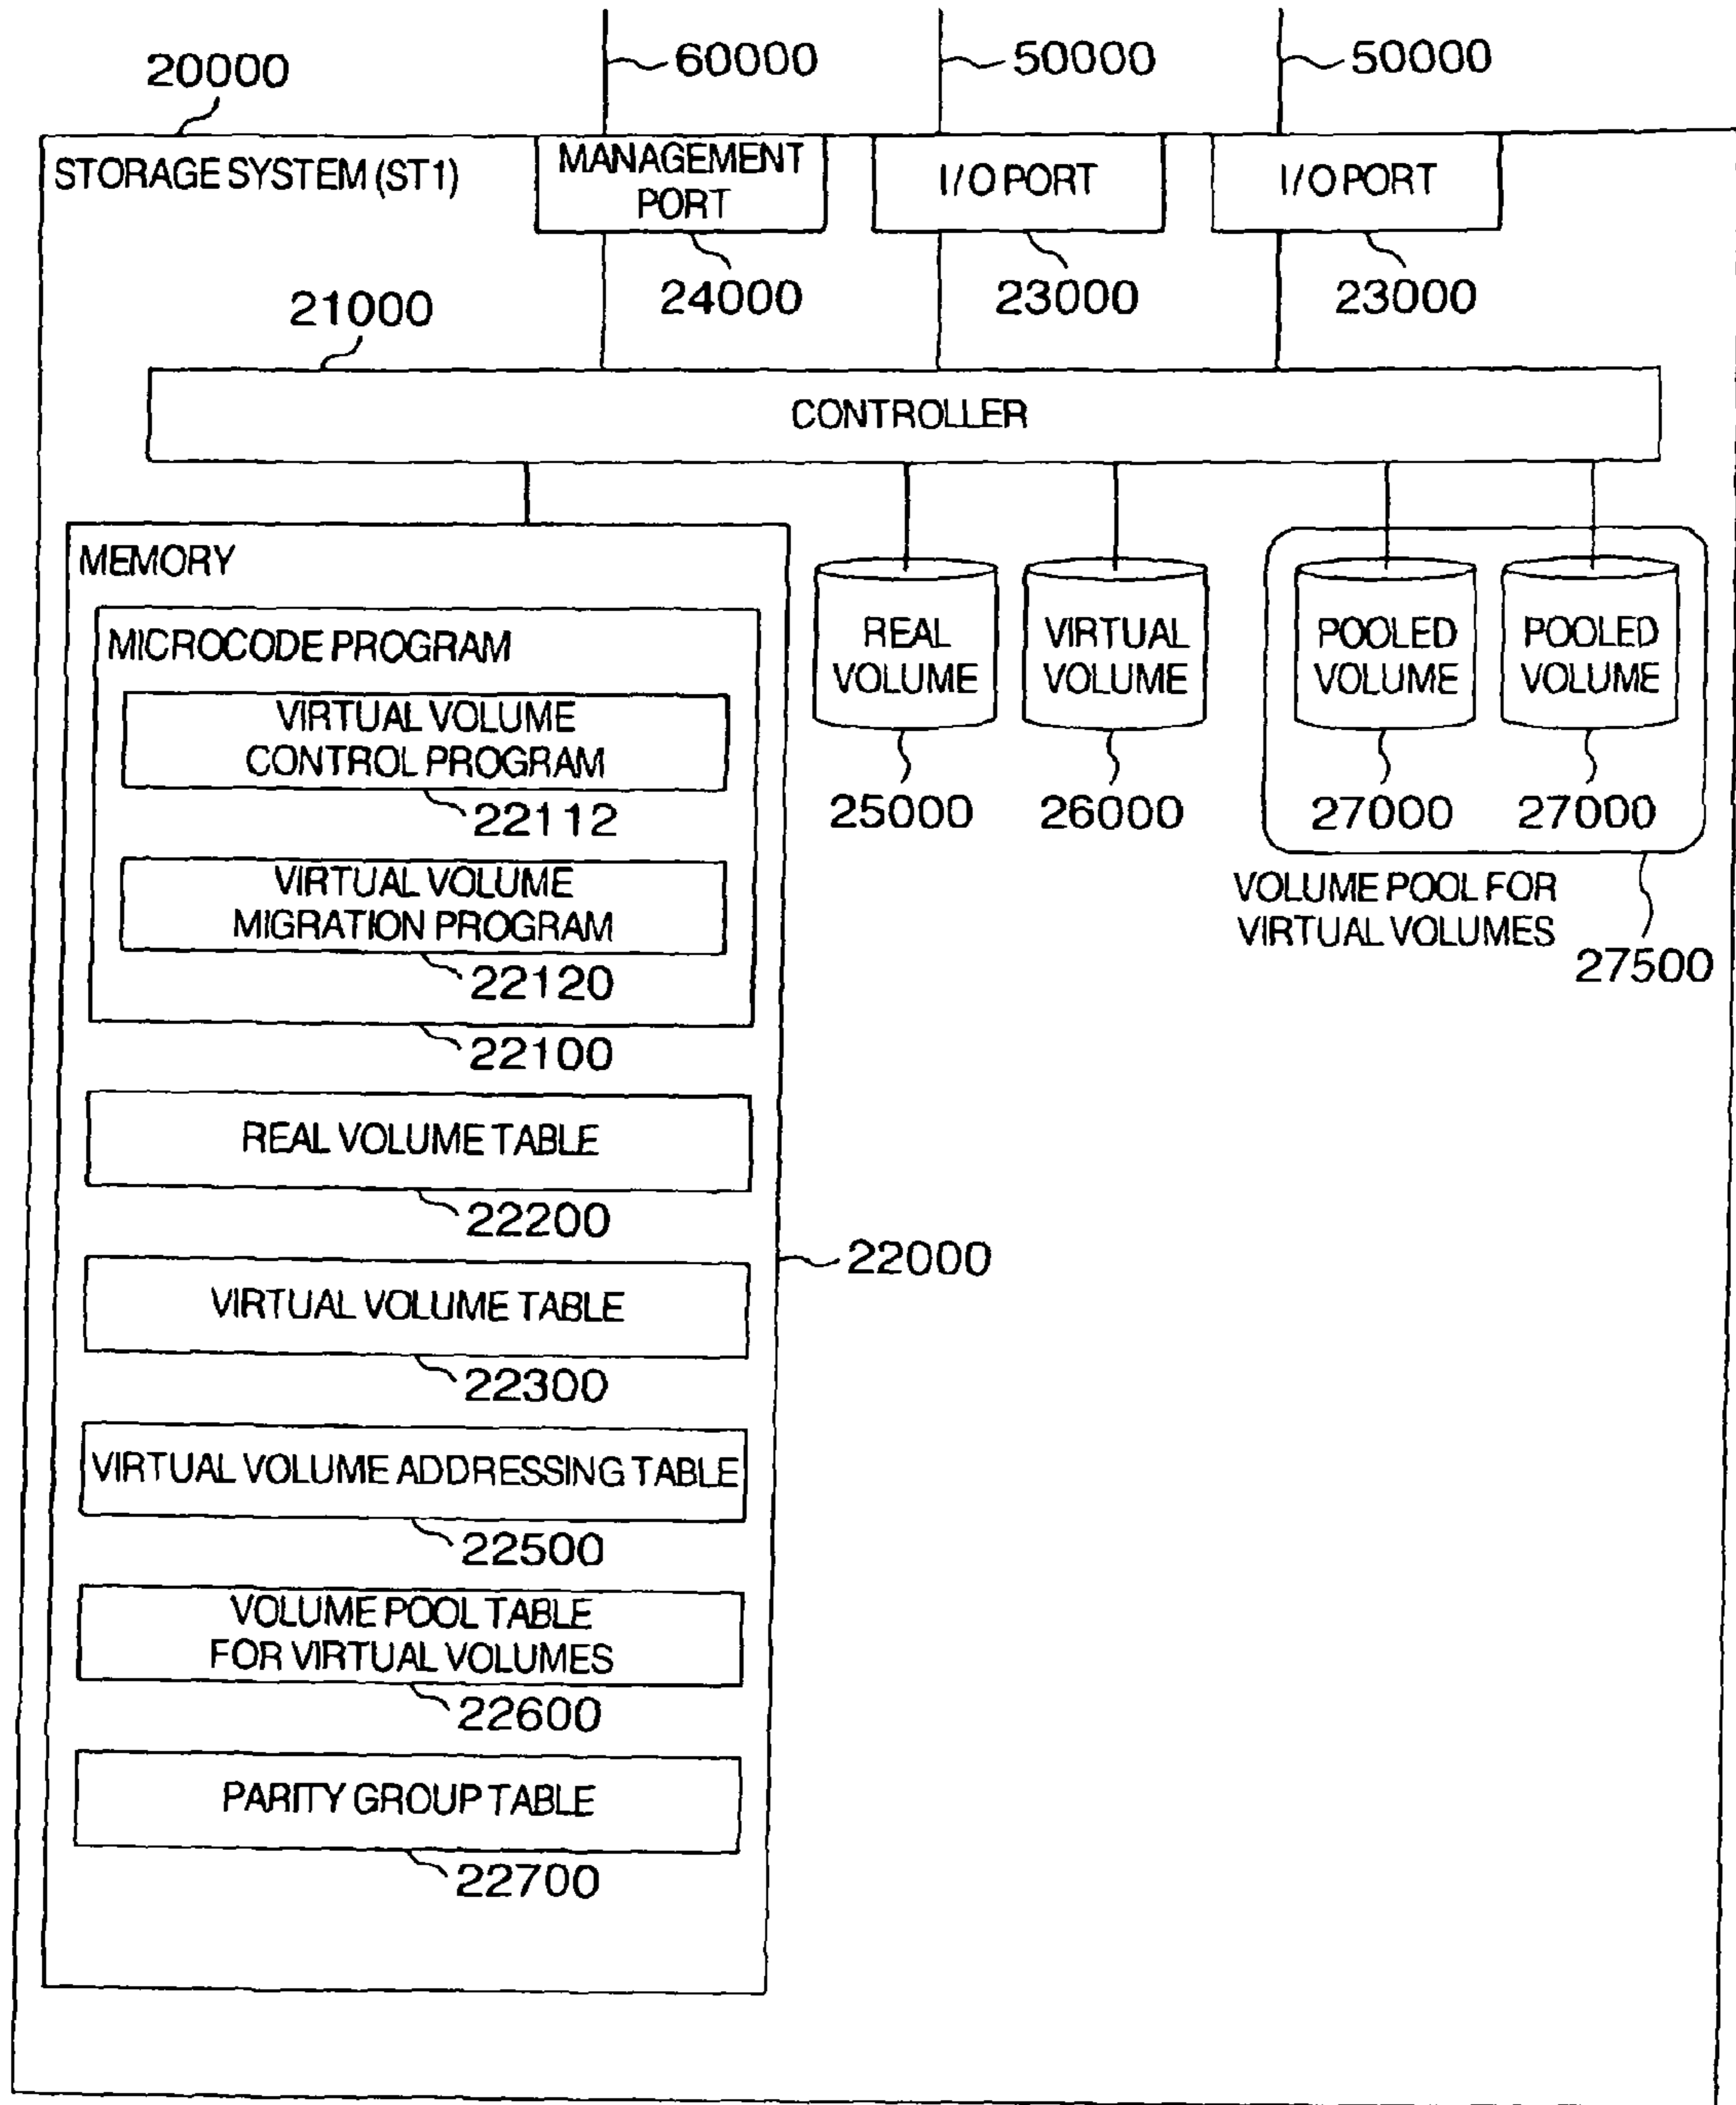 20000
60000
50000
50000
STORAGE SYSTEM (ST1)
MANAGEMENT
PORT
I/O PORT
I/O PORT
24000
23000
23000
21000
CONTROLLER
MEMORY
MICROCODE PROGRAM
VIRTUAL VOLUME
CONTROL PROGRAM
22112
VIRTUAL VOLUME
MIGRATION PROGRAM
22120
22100
REAL VOLUME TABLE
22200
VIRTUAL VOLUME TABLE
22300
VIRTUAL VOLUME ADDRESSING TABLE
22500
VOLUME POOL TABLE
FOR VIRTUAL VOLUMES
22600
PARITY GROUP TABLE
22700
22000
REAL
VOLUME
25000
VIRTUAL
VOLUME
26000
POOLED
VOLUME
27000
POOLED
VOLUME
27000
VOLUME POOL FOR
VIRTUAL VOLUMES
27500